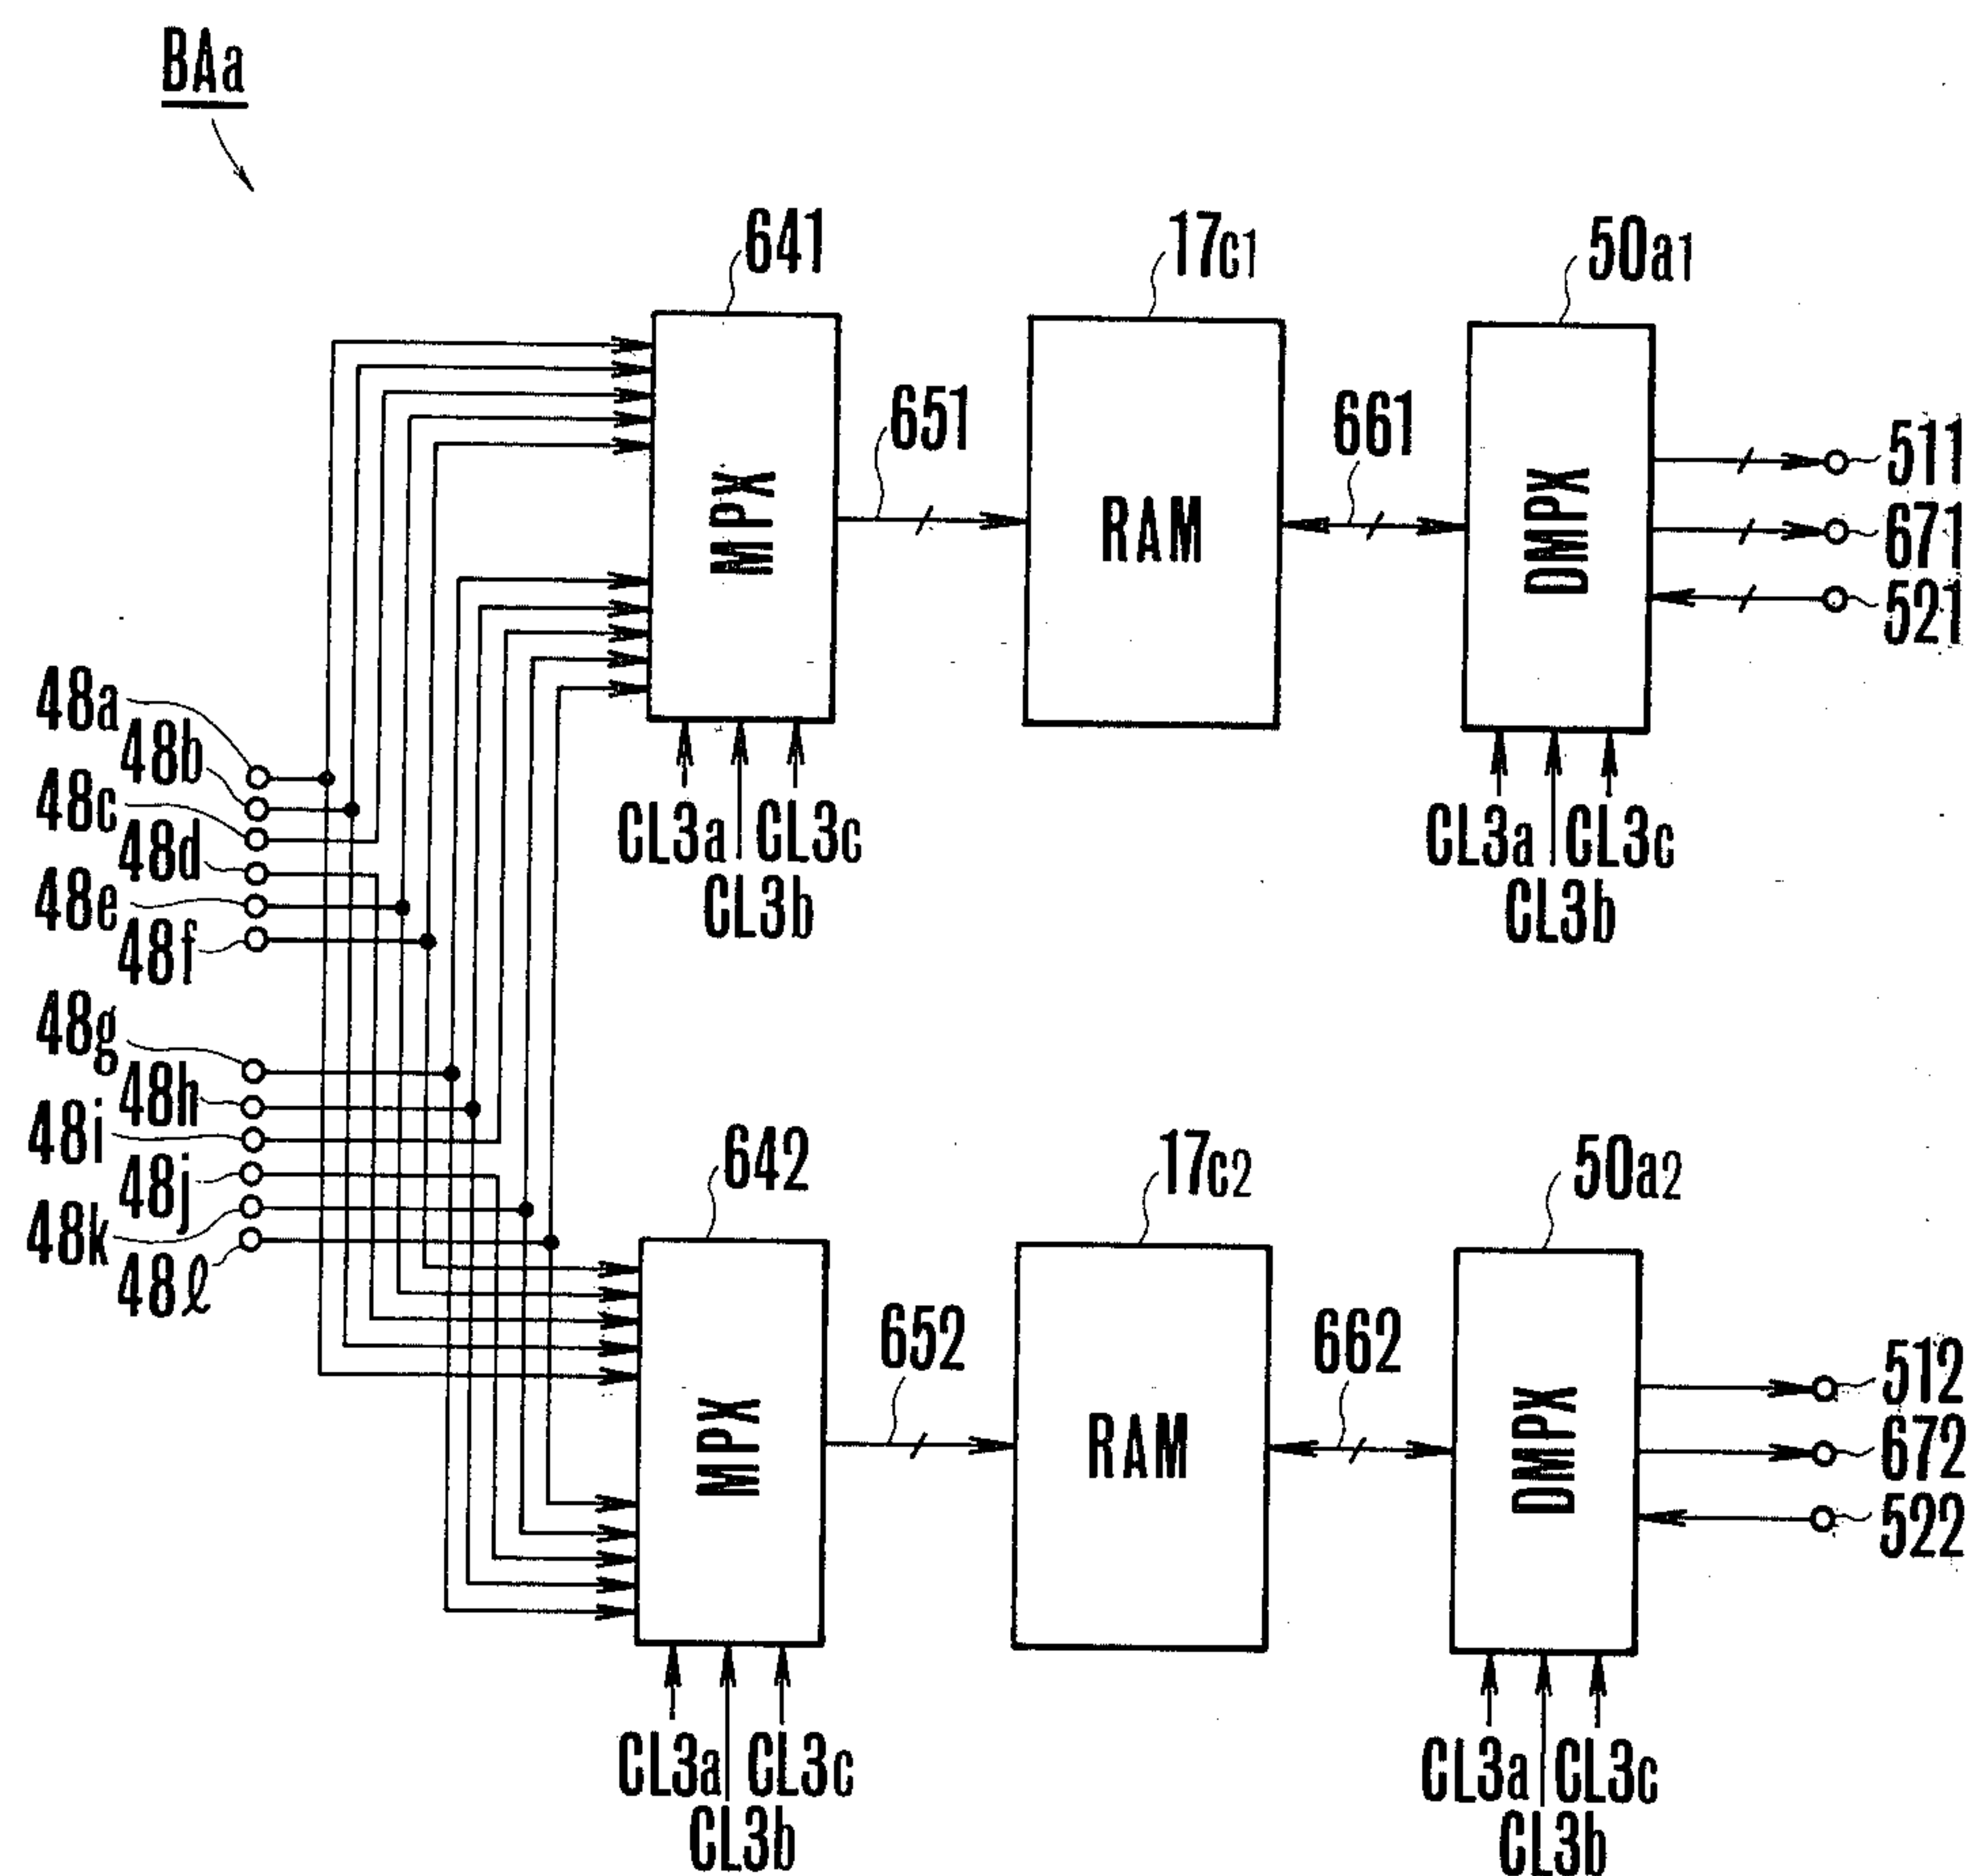 BAa
641
17c1
50a1
651
661
MPX
RAM
DMPX
511
671
521
CL3a
CL3c
CL3b
CL3a
CL3c
CL3b
48a
48b
48c
48d
48e
48f
48g
48h
48i
48j
48k
48ℓ
642
17c2
50a2
652
662
MPX
RAM
DMPX
512
672
522
CL3a
CL3c
CL3b
CL3a
CL3c
CL3b